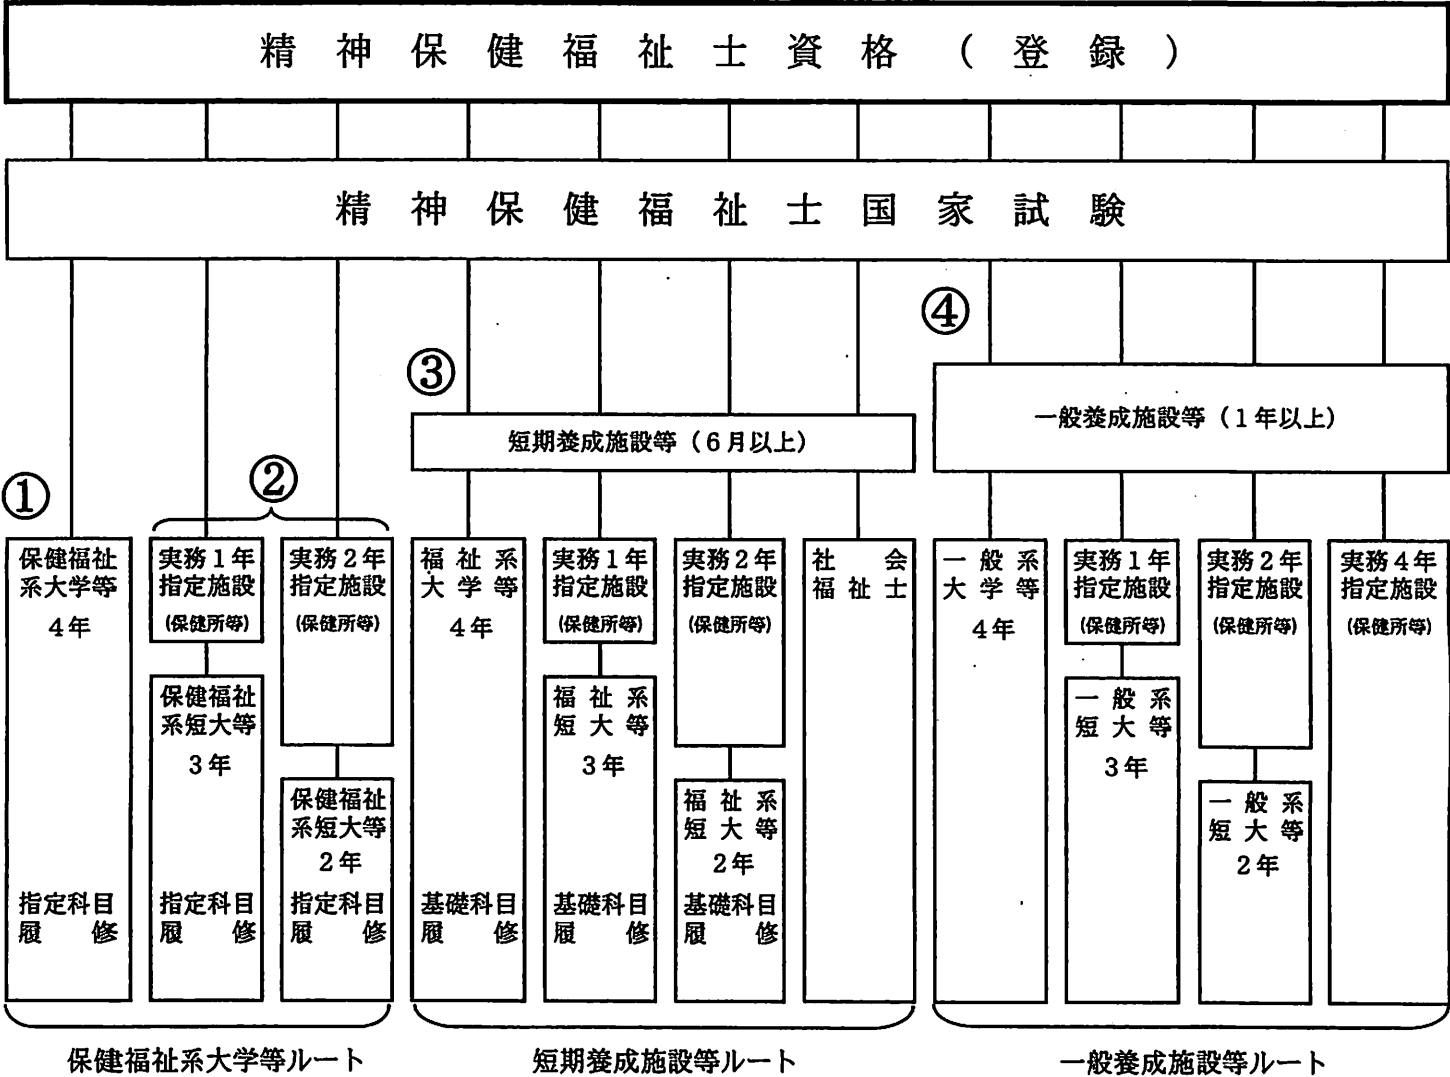 精神保健福祉士資格（登録）
精神保健福祉士国家試験
①
保健福祉
系大学等
4年
指定科目
履修
②
実務1年
指定施設
(保健所等)
保健福祉
系短大等
3年
指定科目
履修
実務2年
指定施設
(保健所等)
保健福祉
系短大等
2年
指定科目
履修
③
短期養成施設等（6月以上）
福祉系
大学等
4年
基礎科目
履修
実務1年
指定施設
(保健所等)
福祉系
短大等
3年
基礎科目
履修
実務2年
指定施設
(保健所等)
福祉系
短大等
2年
基礎科目
履修
社会
福祉士
④
一般養成施設等（1年以上）
一般系
大学等
4年
実務1年
指定施設
(保健所等)
一般系
短大等
3年
実務2年
指定施設
(保健所等)
一般系
短大等
2年
実務4年
指定施設
(保健所等)
保健福祉系大学等ルート
短期養成施設等ルート
一般養成施設等ルート